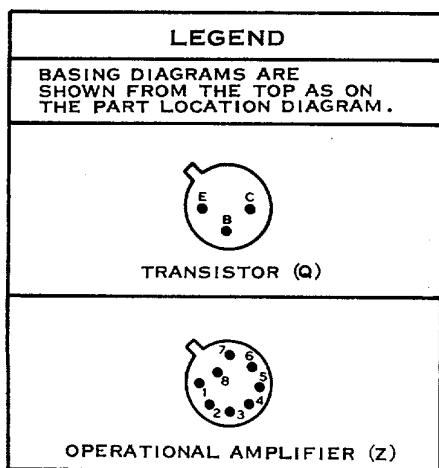 LEGEND
BASING DIAGRAMS ARE
SHOWN FROM THE TOP AS ON
THE PART LOCATION DIAGRAM.
E C
B
TRANSISTOR (Q)
7 6
8 5
1
2 3 4
OPERATIONAL AMPLIFIER (Z)